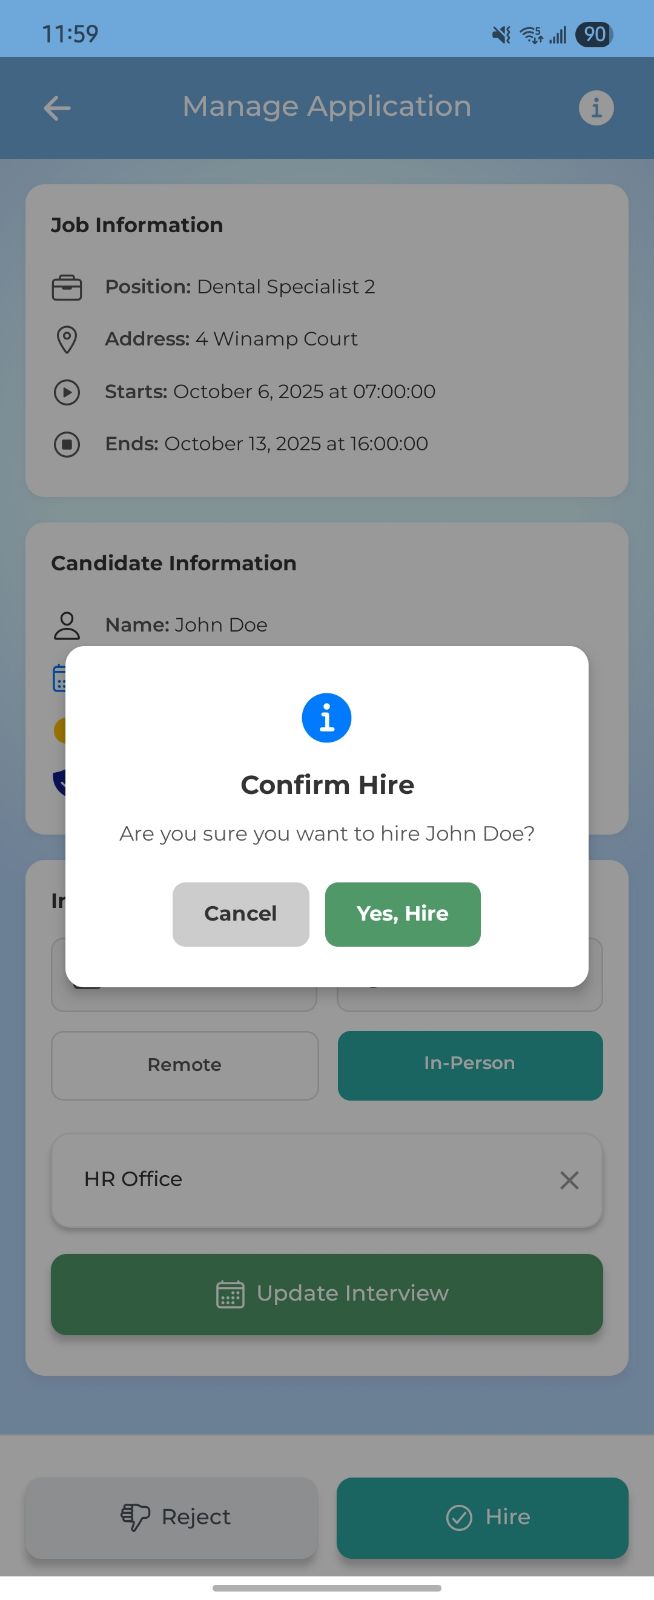 11:59
90
Manage Application
Job Information
Position: Dental Specialist 2
Address: 4 Winamp Court
Starts: October 6, 2025 at 07:00:00
Ends: October 13, 2025 at 16:00:00
Candidate Information
Name: John Doe
Confirm Hire
Are you sure you want to hire John Doe?
Cancel
Yes, Hire
Remote
In-Person
HR Office
Update Interview
Reject
Hire